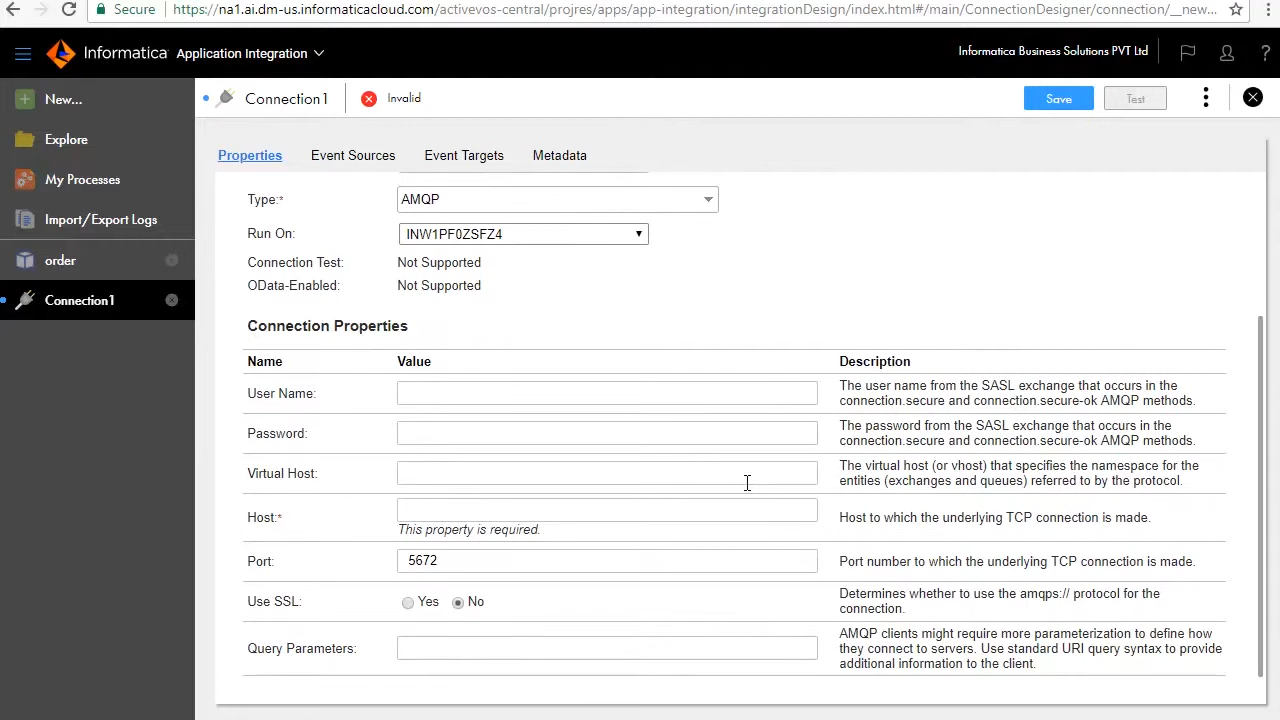 Secure https://na1.ai.dm-us.informaticacloud.com/activevos-central/projres/apps/app-integration/IntegrationDesign/index.html#/main/ConnectionDesigner/connection/__new...
Informatica Application Integration
Informatica Business Solutions PVT Ltd
?
New...
Explore
My Processes
Import/Export Logs
order
Connection1
Connection1
Invalid
Save
Test
Properties Event Sources Event Targets Metadata
Type:* AMQP
Run On: INW1PF0ZSFZ4
Connection Test: Not Supported
OData-Enabled: Not Supported
Connection Properties
Name Value Description
User Name: The user name from the SASL exchange that occurs in the
connection.secure and connection.secure-ok AMQP methods.
Password: The password from the SASL exchange that occurs in the
connection.secure and connection.secure-ok AMQP methods.
Virtual Host: The virtual host (or vhost) that specifies the namespace for the
entities (exchanges and queues) referred to by the protocol.
Host:* Host to which the underlying TCP connection is made.
This property is required.
Port: 5672 Port number to which the underlying TCP connection is made.
Use SSL: Yes No Determines whether to use the amqps:// protocol for the
connection.
Query Parameters: AMQP clients might require more parameterization to define how
they connect to servers. Use standard URI query syntax to provide
additional information to the client.